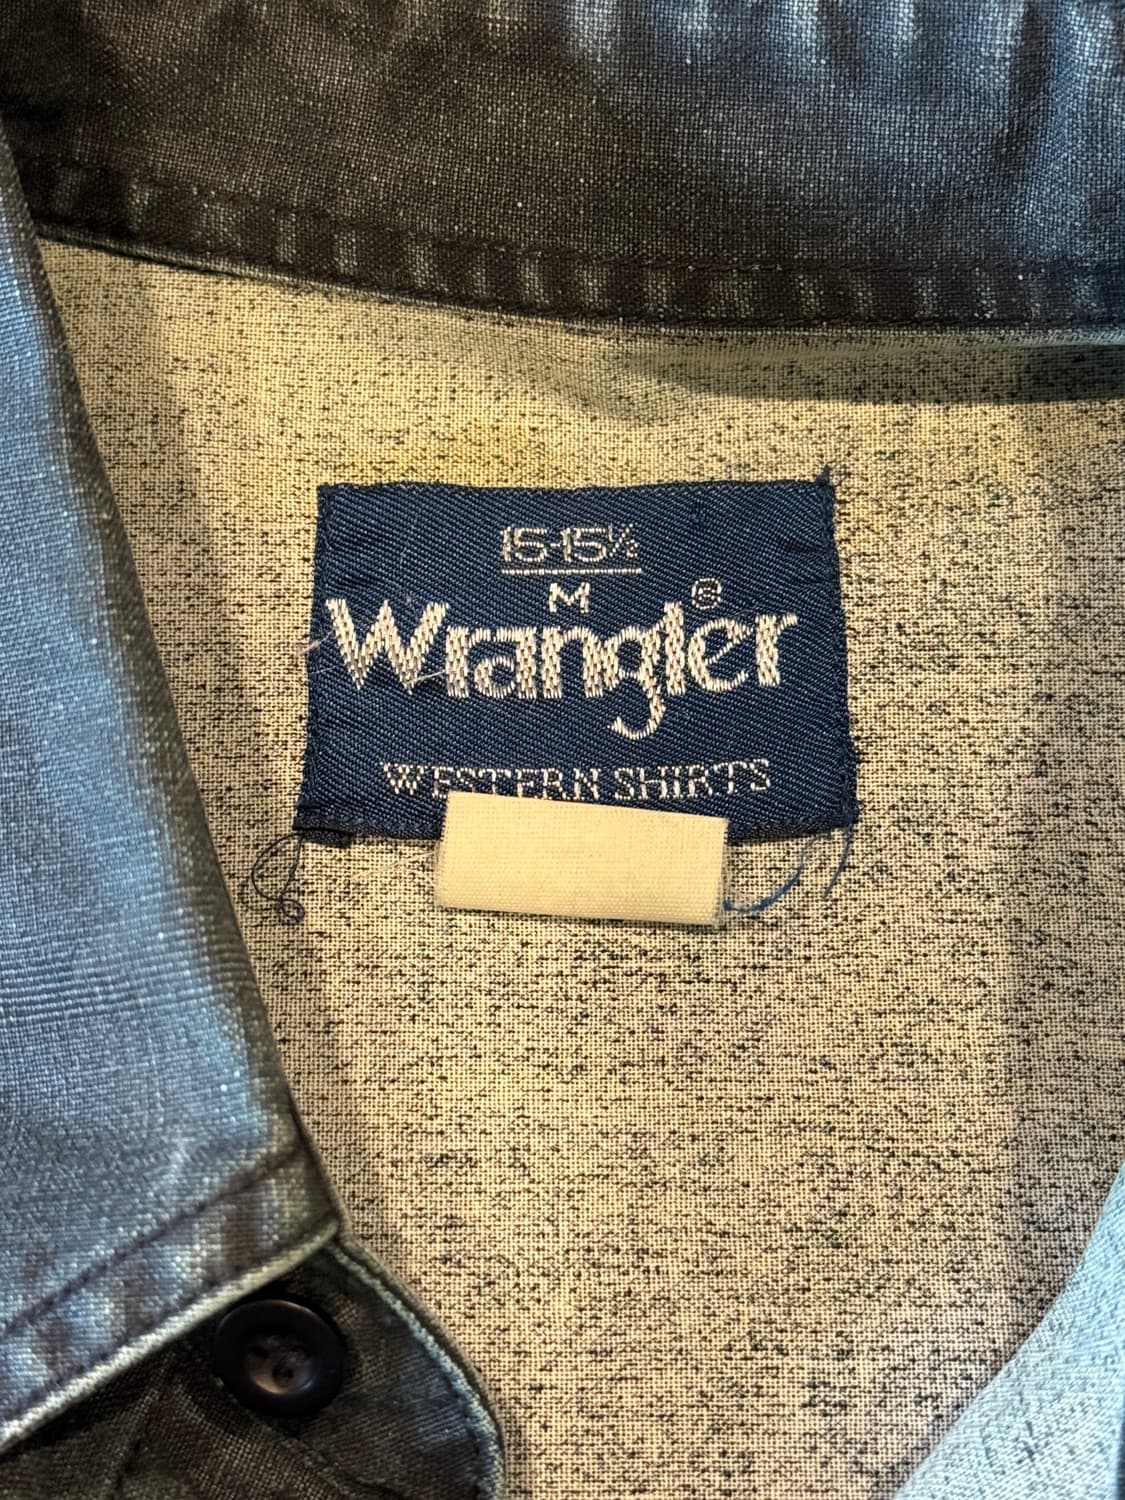 15-15½
M
Wrangler®
WESTERN SHIRTS